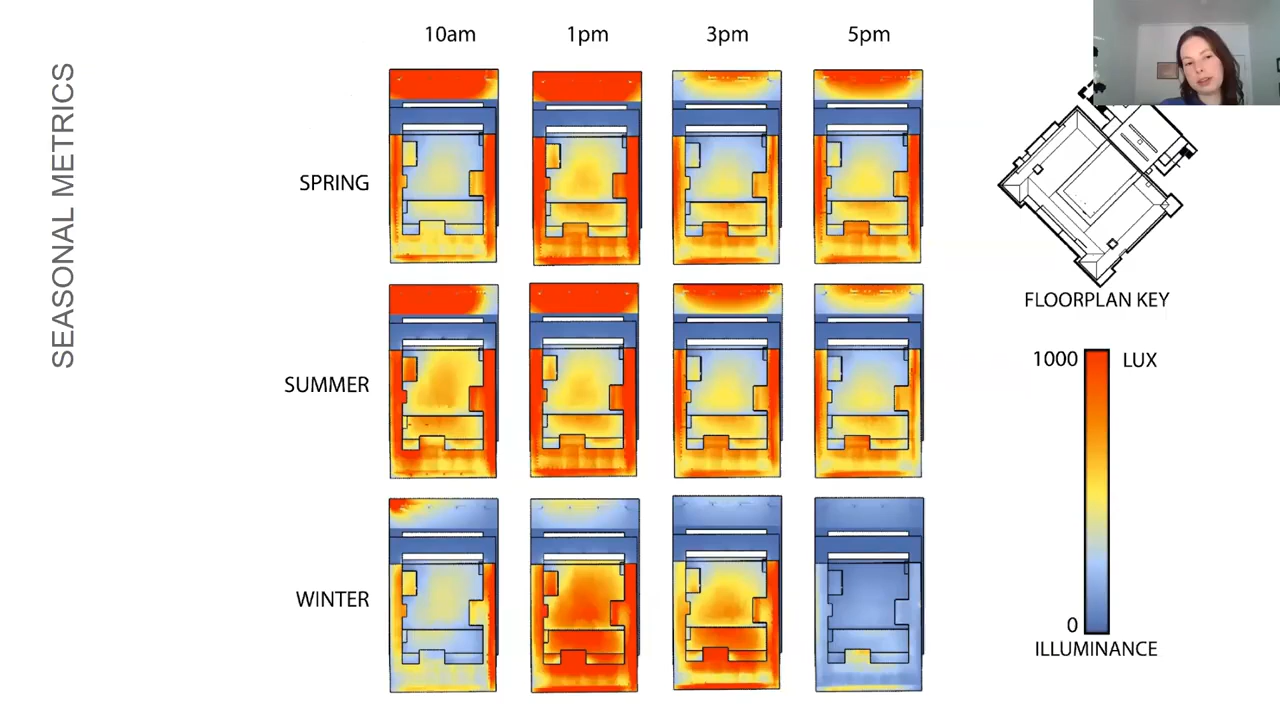 SEASONAL METRICS
10am 1pm 3pm 5pm
SPRING
SUMMER
WINTER
FLOORPLAN KEY
1000 LUX
0
ILLUMINANCE